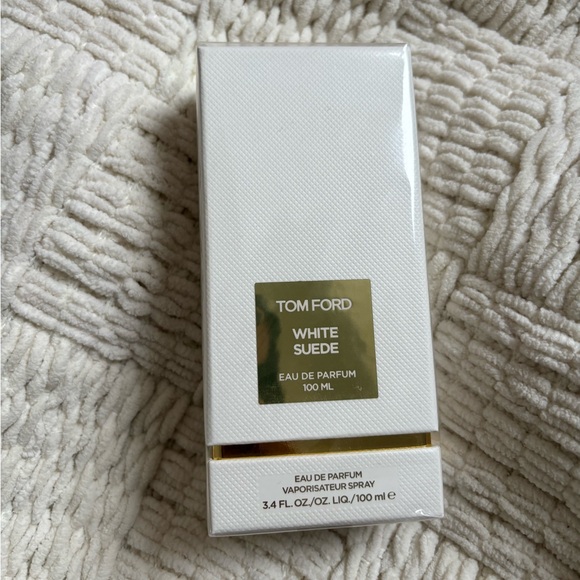 TOM FORD
WHITE
SUEDE
EAU DE PARFUM
100 ML
EAU DE PARFUM
VAPORISATEUR SPRAY
3.4 FL. OZ./OZ. LIQ./100 ml ℮